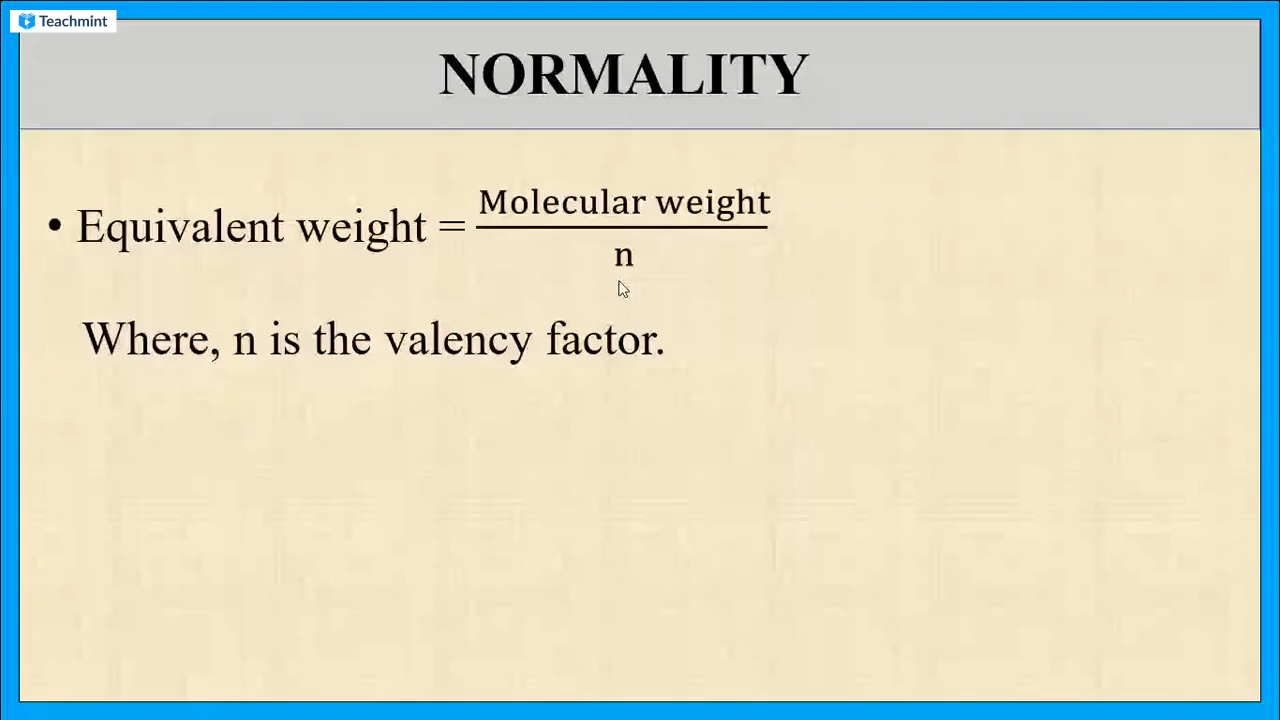 Teachmint
NORMALITY
• Equivalent weight = Molecular weight
n
Where, n is the valency factor.